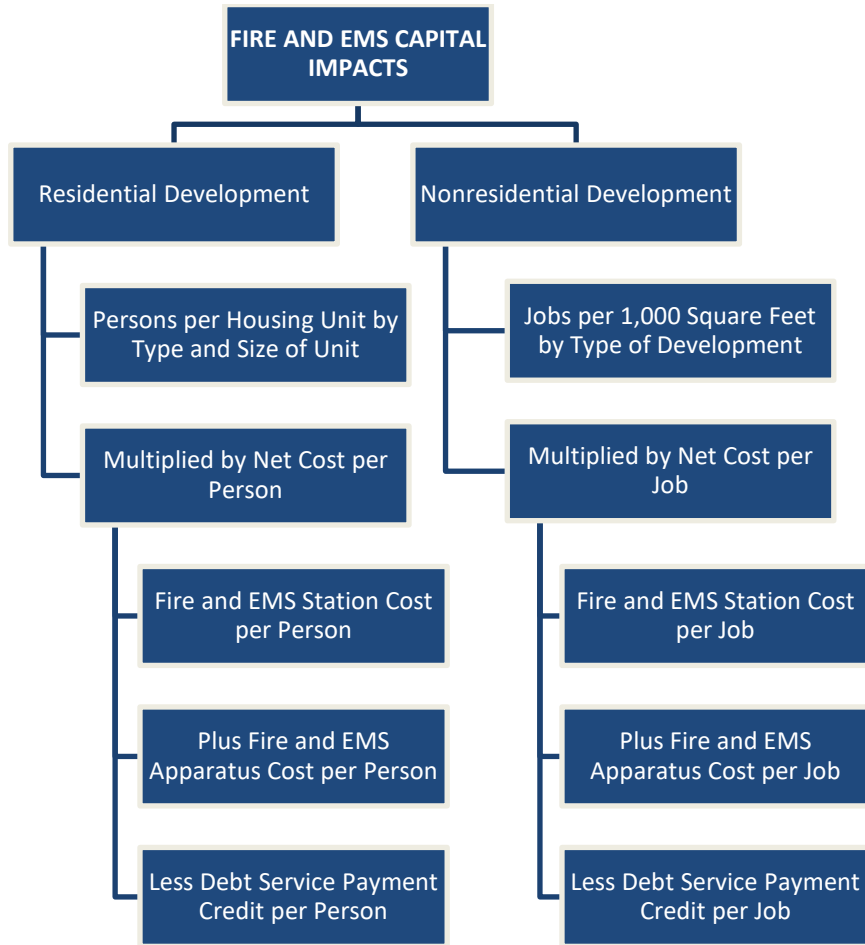 FIRE AND EMS CAPITAL
IMPACTS
Residential Development
Nonresidential Development
Persons per Housing Unit by
Type and Size of Unit
Jobs per 1,000 Square Feet
by Type of Development
Multiplied by Net Cost per
Person
Multiplied by Net Cost per
Job
Fire and EMS Station Cost
per Person
Fire and EMS Station Cost
per Job
Plus Fire and EMS
Apparatus Cost per Person
Plus Fire and EMS
Apparatus Cost per Job
Less Debt Service Payment
Credit per Person
Less Debt Service Payment
Credit per Job